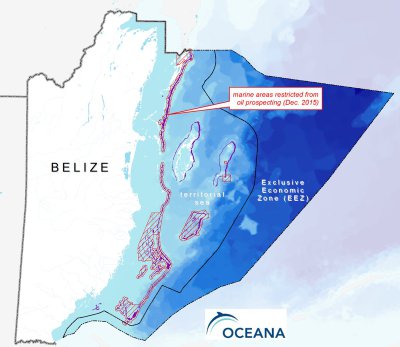 marine areas restricted from
oil prospecting (Dec. 2015)
BELIZE
territorial
sea
Exclusive
Economic
Zone (EEZ)
OCEANA